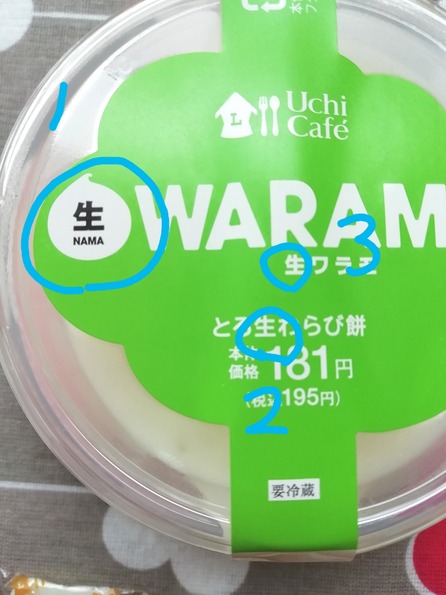 1
Uchi
Café
L
生
NAMA
WARAM
3
生ワラモ
とろ生わらび餅
本体価格181円
(税込195円)
2
要冷蔵